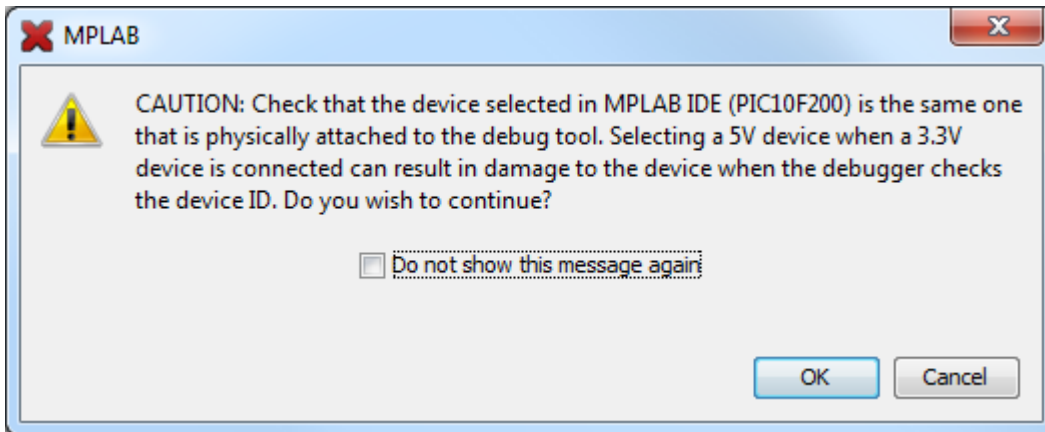 MPLAB
CAUTION: Check that the device selected in MPLAB IDE (PIC10F200) is the same one
that is physically attached to the debug tool. Selecting a 5V device when a 3.3V
device is connected can result in damage to the device when the debugger checks
the device ID. Do you wish to continue?
Do not show this message again
OK Cancel